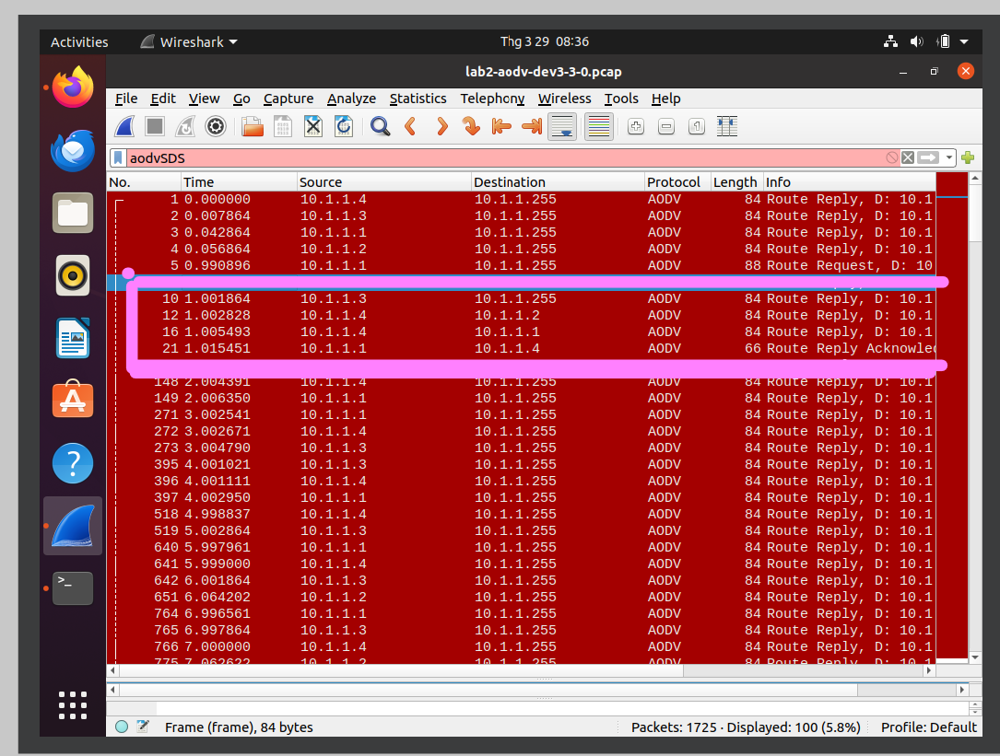 Activities Wireshark Thg 3 29 08:36
lab2-aodv-dev3-3-0.pcap
File Edit View Go Capture Analyze Statistics Telephony Wireless Tools Help
aodvSDS
No. Time Source Destination Protocol Length Info
1 0.000000 10.1.1.4 10.1.1.255 AODV 84 Route Reply, D: 10.1
2 0.007864 10.1.1.3 10.1.1.255 AODV 84 Route Reply, D: 10.1
3 0.042864 10.1.1.1 10.1.1.255 AODV 84 Route Reply, D: 10.1
4 0.056864 10.1.1.2 10.1.1.255 AODV 84 Route Reply, D: 10.1
5 0.990896 10.1.1.1 10.1.1.255 AODV 88 Route Request, D: 10
10 1.001864 10.1.1.3 10.1.1.255 AODV 84 Route Reply, D: 10.1
12 1.002828 10.1.1.4 10.1.1.2 AODV 84 Route Reply, D: 10.1
16 1.005493 10.1.1.4 10.1.1.1 AODV 84 Route Reply, D: 10.1
21 1.015451 10.1.1.1 10.1.1.4 AODV 66 Route Reply Acknowled
148 2.004391 10.1.1.4 10.1.1.255 AODV 84 Route Reply, D: 10.1
149 2.006350 10.1.1.1 10.1.1.255 AODV 84 Route Reply, D: 10.1
271 3.002541 10.1.1.1 10.1.1.255 AODV 84 Route Reply, D: 10.1
272 3.002671 10.1.1.4 10.1.1.255 AODV 84 Route Reply, D: 10.1
273 3.004790 10.1.1.3 10.1.1.255 AODV 84 Route Reply, D: 10.1
395 4.001021 10.1.1.3 10.1.1.255 AODV 84 Route Reply, D: 10.1
396 4.001111 10.1.1.4 10.1.1.255 AODV 84 Route Reply, D: 10.1
397 4.002950 10.1.1.1 10.1.1.255 AODV 84 Route Reply, D: 10.1
518 4.998837 10.1.1.4 10.1.1.255 AODV 84 Route Reply, D: 10.1
519 5.002864 10.1.1.3 10.1.1.255 AODV 84 Route Reply, D: 10.1
640 5.997961 10.1.1.1 10.1.1.255 AODV 84 Route Reply, D: 10.1
641 5.999000 10.1.1.4 10.1.1.255 AODV 84 Route Reply, D: 10.1
642 6.001864 10.1.1.3 10.1.1.255 AODV 84 Route Reply, D: 10.1
651 6.064202 10.1.1.2 10.1.1.255 AODV 84 Route Reply, D: 10.1
764 6.996561 10.1.1.1 10.1.1.255 AODV 84 Route Reply, D: 10.1
765 6.997864 10.1.1.3 10.1.1.255 AODV 84 Route Reply, D: 10.1
766 7.000000 10.1.1.4 10.1.1.255 AODV 84 Route Reply, D: 10.1
775 7.062622 10.1.1.2 10.1.1.255 AODV 84 Route Reply, D: 10.1
Frame (frame), 84 bytes Packets: 1725 · Displayed: 100 (5.8%) Profile: Default